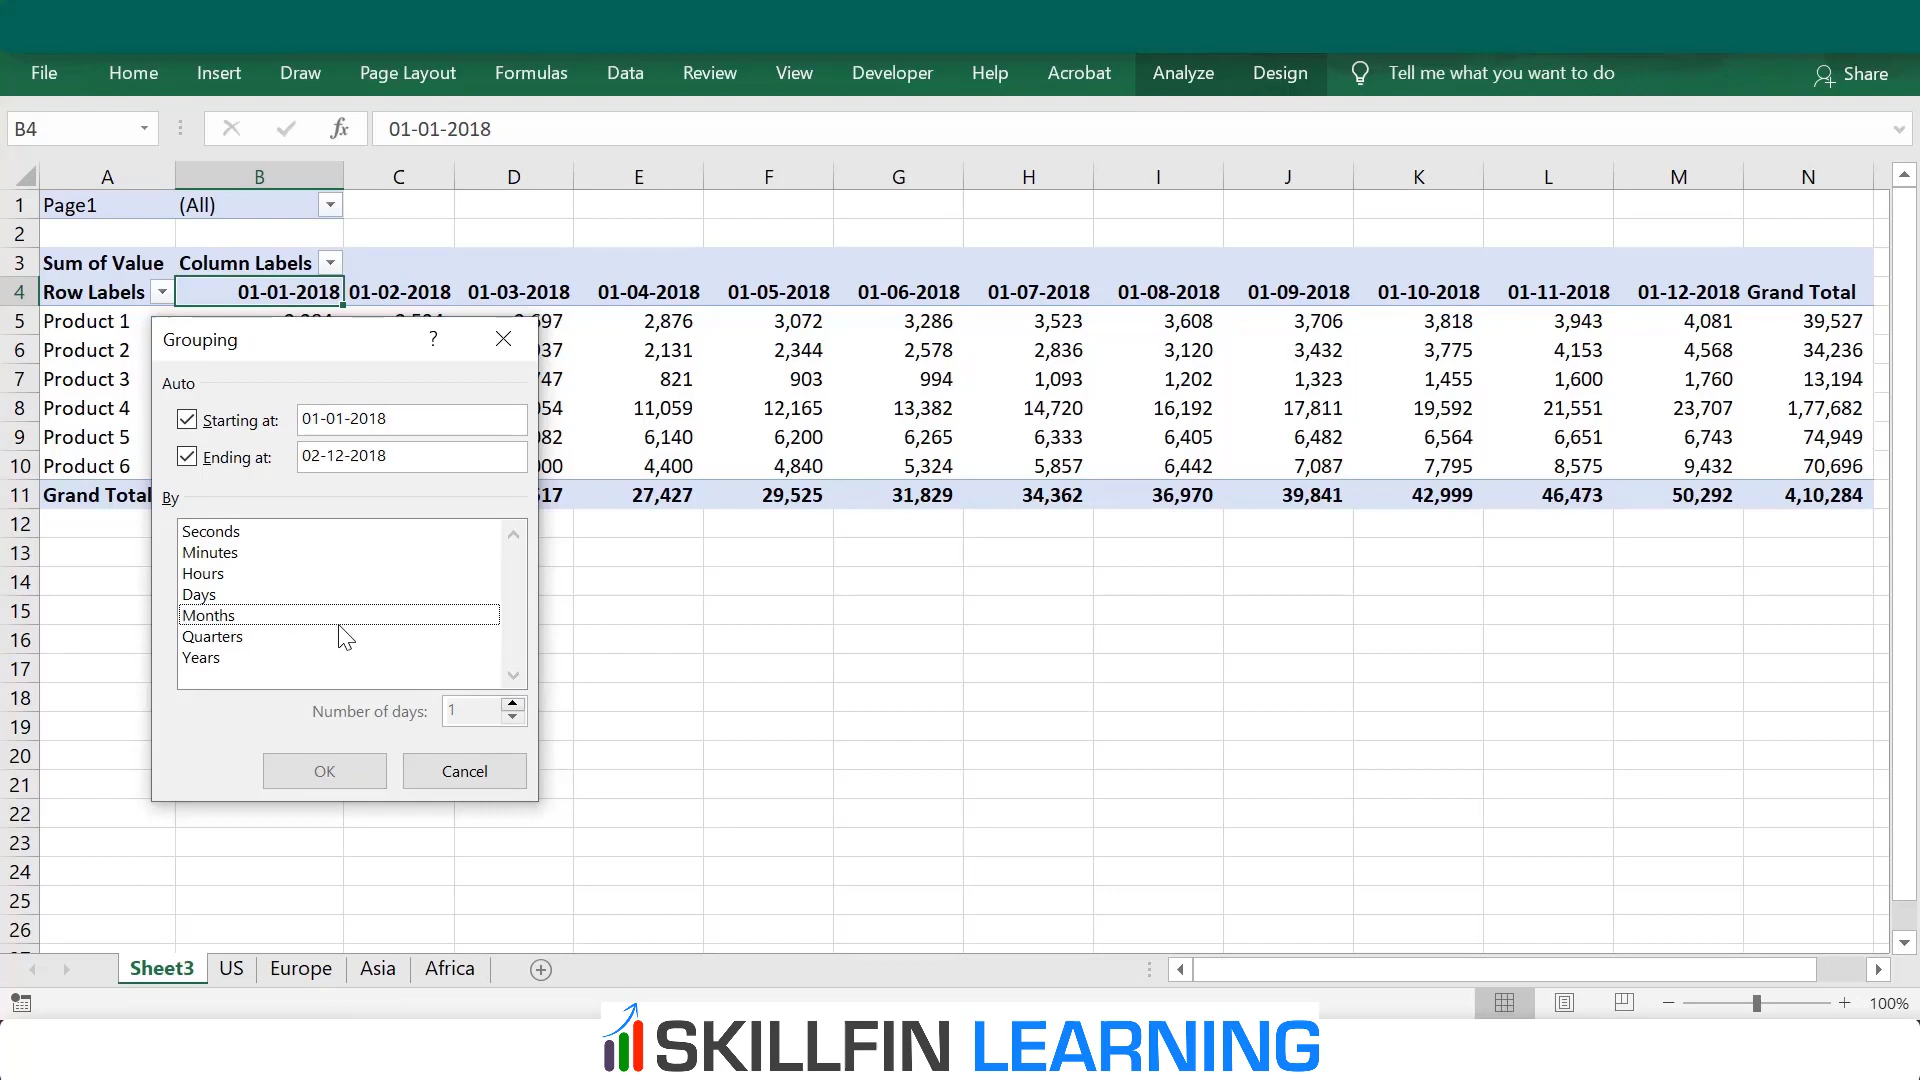 File Home Insert Draw Page Layout Formulas Data Review View Developer Help Acrobat Analyze Design Tell me what you want to do Share
B4 fx 01-01-2018
A B C D E F G H I J K L M N
1 Page1 (All)
2
3 Sum of Value Column Labels
4 Row Labels 01-01-2018 01-02-2018 01-03-2018 01-04-2018 01-05-2018 01-06-2018 01-07-2018 01-08-2018 01-09-2018 01-10-2018 01-11-2018 01-12-2018 Grand Total
5 Product 1 2,876 3,072 3,286 3,523 3,608 3,706 3,818 3,943 4,081 39,527
6 Product 2 2,131 2,344 2,578 2,836 3,120 3,432 3,775 4,153 4,568 34,236
7 Product 3 821 903 994 1,093 1,202 1,323 1,455 1,600 1,760 13,194
8 Product 4 11,059 12,165 13,382 14,720 16,192 17,811 19,592 21,551 23,707 1,77,682
9 Product 5 6,140 6,200 6,265 6,333 6,405 6,482 6,564 6,651 6,743 74,949
10 Product 6 4,400 4,840 5,324 5,857 6,442 7,087 7,795 8,575 9,432 70,696
11 Grand Total 27,427 29,525 31,829 34,362 36,970 39,841 42,999 46,473 50,292 4,10,284
12
13
14
15
16
17
18
19
20
21
22
23
24
25
26
Grouping ?
Auto
Starting at: 01-01-2018
Ending at: 02-12-2018
By
Seconds
Minutes
Hours
Days
Months
Quarters
Years
Number of days: 1
OK Cancel
Sheet3 US Europe Asia Africa
100%
SKILLFIN LEARNING